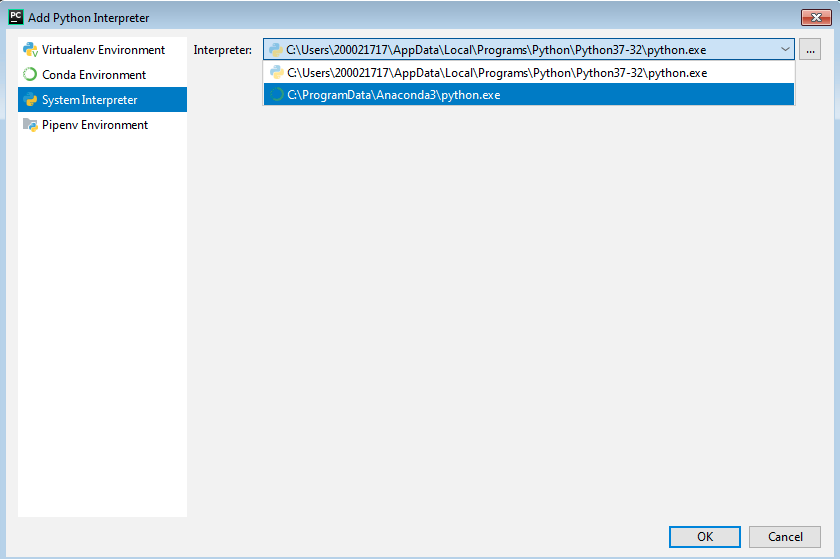 PC Add Python Interpreter
Virtualenv Environment
Conda Environment
System Interpreter
Pipenv Environment
Interpreter: C:\Users\200021717\AppData\Local\Programs\Python\Python37-32\python.exe ...
C:\Users\200021717\AppData\Local\Programs\Python\Python37-32\python.exe
C:\ProgramData\Anaconda3\python.exe
OK Cancel